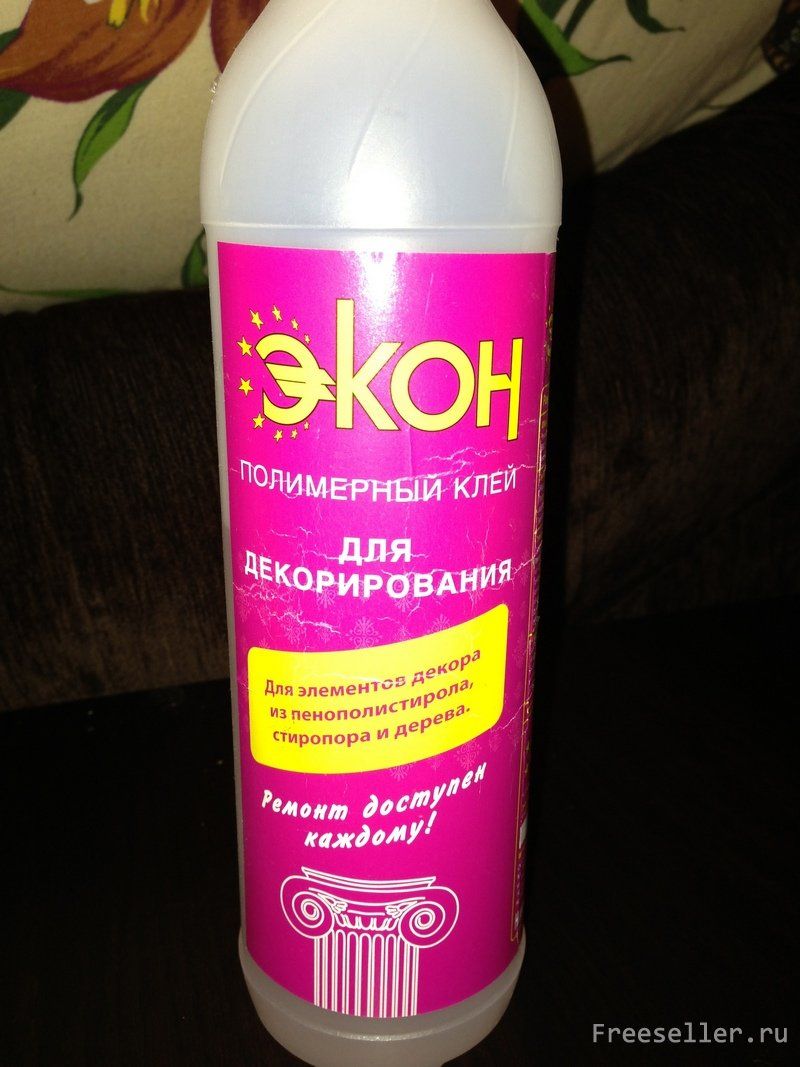 ЭКОН
ПОЛИМЕРНЫЙ КЛЕЙ
ДЛЯ
ДЕКОРИРОВАНИЯ
Для элементов декора
из пенополистирола,
стиропора и дерева.
Ремонт доступен
каждому!
Freeseller.ru